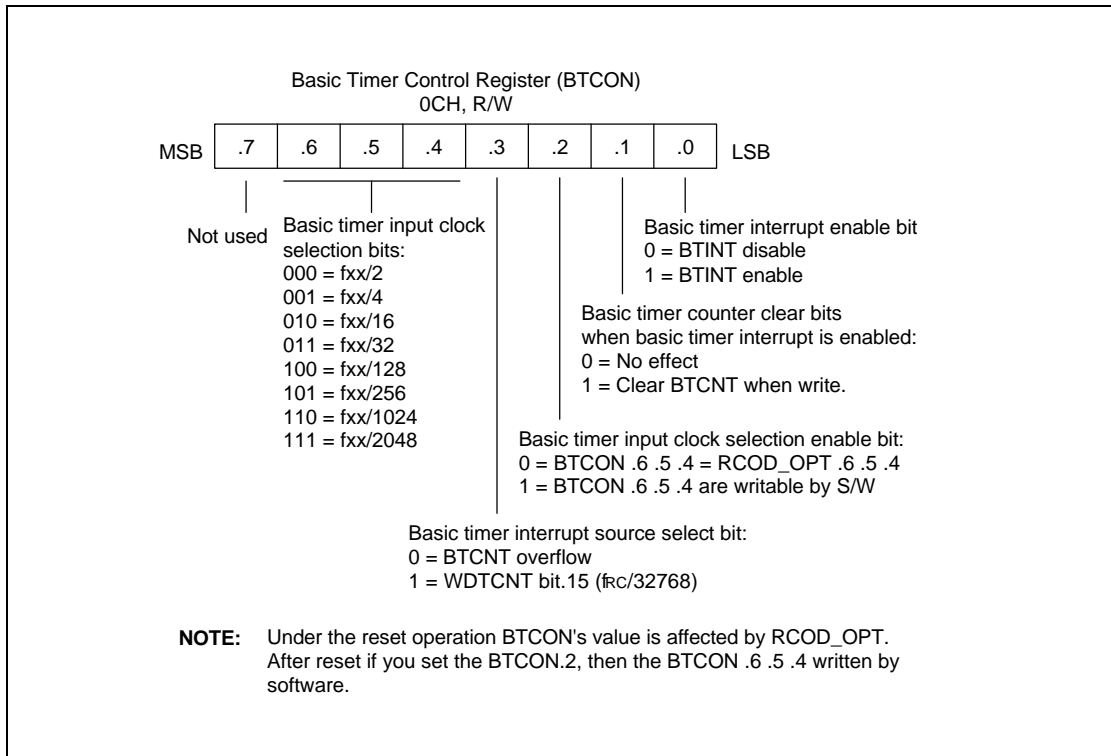 Basic Timer Control Register (BTCON)
0CH, R/W
MSB .7 .6 .5 .4 .3 .2 .1 .0 LSB
Not used
Basic timer input clock
selection bits:
000 = fxx/2
001 = fxx/4
010 = fxx/16
011 = fxx/32
100 = fxx/128
101 = fxx/256
110 = fxx/1024
111 = fxx/2048
Basic timer interrupt enable bit
0 = BTINT disable
1 = BTINT enable
Basic timer counter clear bits
when basic timer interrupt is enabled:
0 = No effect
1 = Clear BTCNT when write.
Basic timer input clock selection enable bit:
0 = BTCON .6 .5 .4 = RCOD_OPT .6 .5 .4
1 = BTCON .6 .5 .4 are writable by S/W
Basic timer interrupt source select bit:
0 = BTCNT overflow
1 = WDTCNT bit.15 (fRC/32768)
NOTE: Under the reset operation BTCON's value is affected by RCOD_OPT.
After reset if you set the BTCON.2, then the BTCON .6 .5 .4 written by
software.